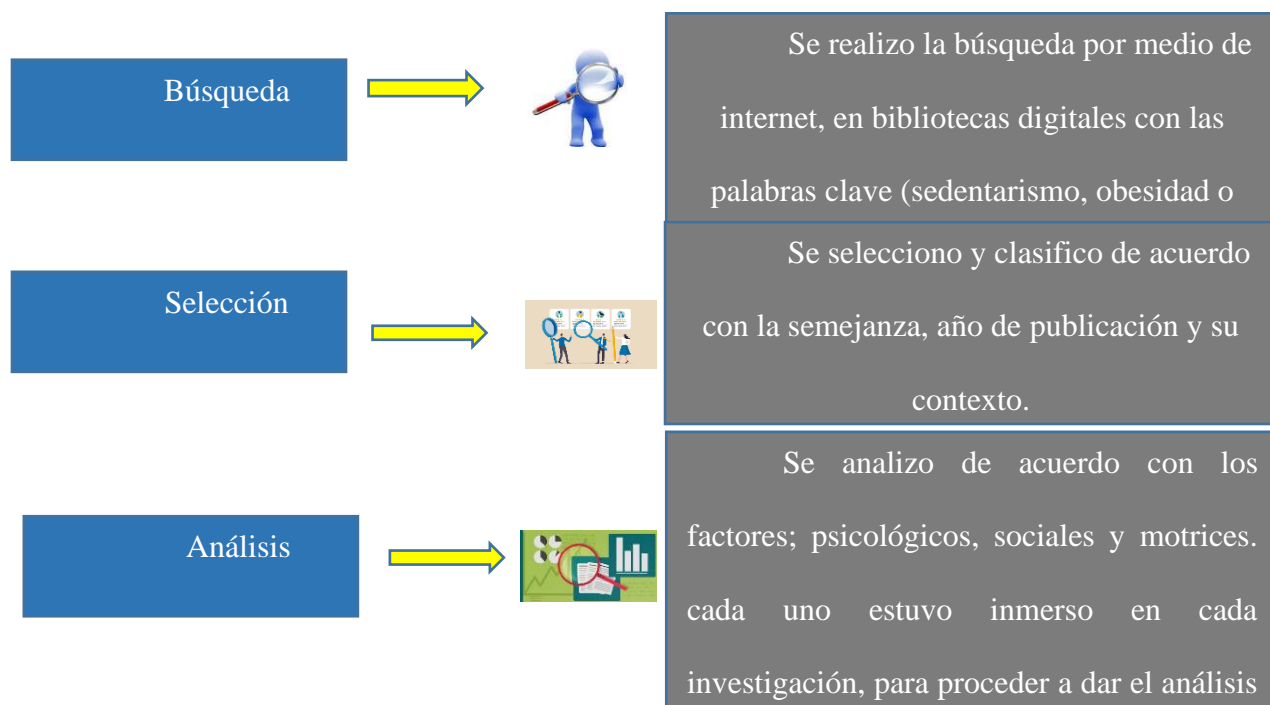 Búsqueda
Se realizo la búsqueda por medio de
internet, en bibliotecas digitales con las
palabras clave (sedentarismo, obesidad o
Selección
Se selecciono y clasifico de acuerdo
con la semejanza, año de publicación y su
contexto.
Análisis
Se analizo de acuerdo con los
factores; psicológicos, sociales y motrices.
cada uno estuvo inmerso en cada
investigación, para proceder a dar el análisis